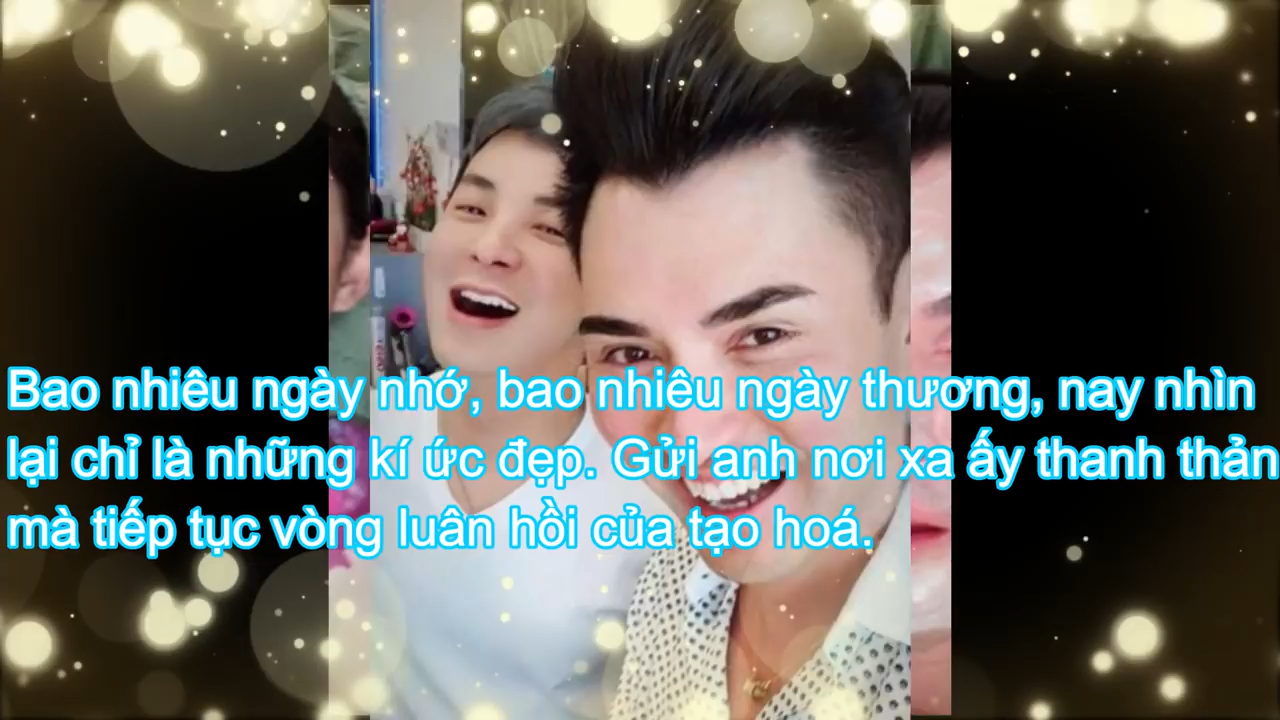 Bao nhiêu ngày nhớ, bao nhiêu ngày thương, nay nhìn
lại chỉ là những kí ức đẹp. Gửi anh nơi xa ấy thanh thản
mà tiếp tục vòng luân hồi của tạo hoá.